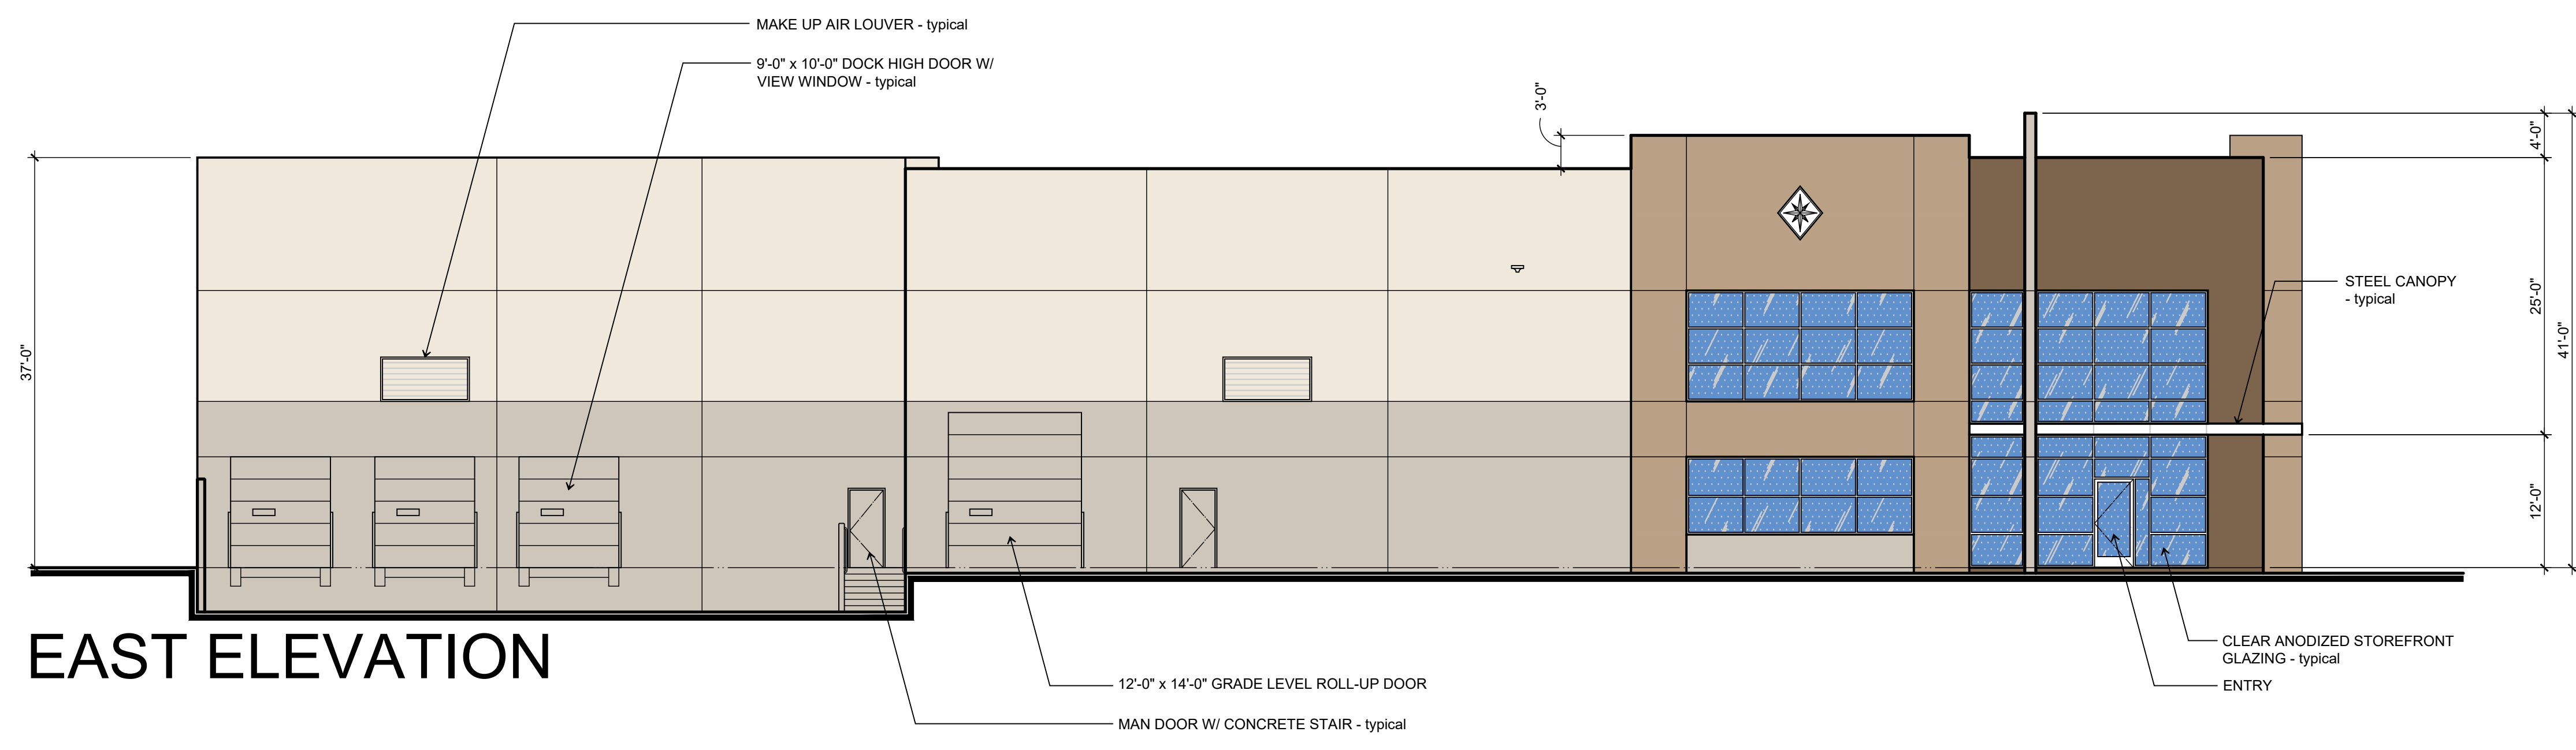 MAKE UP AIR LOUVER - typical
9'-0" x 10'-0" DOCK HIGH DOOR W/
VIEW WINDOW - typical
3'-0"
4'-0"
37'-0"
STEEL CANOPY
- typical
25'-0"
41'-0"
12'-0"
EAST ELEVATION
CLEAR ANODIZED STOREFRONT
GLAZING - typical
12'-0" x 14'-0" GRADE LEVEL ROLL-UP DOOR
ENTRY
MAN DOOR W/ CONCRETE STAIR - typical